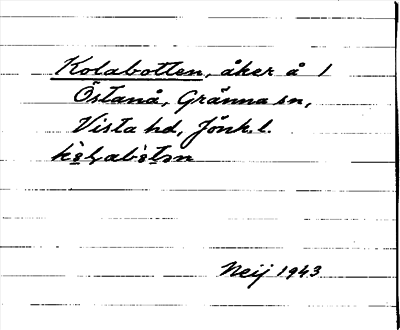 Kolabotten, åker å 1
Östanå, Gränna sn,
Vista hd, Jönk. l.
Neij 1943